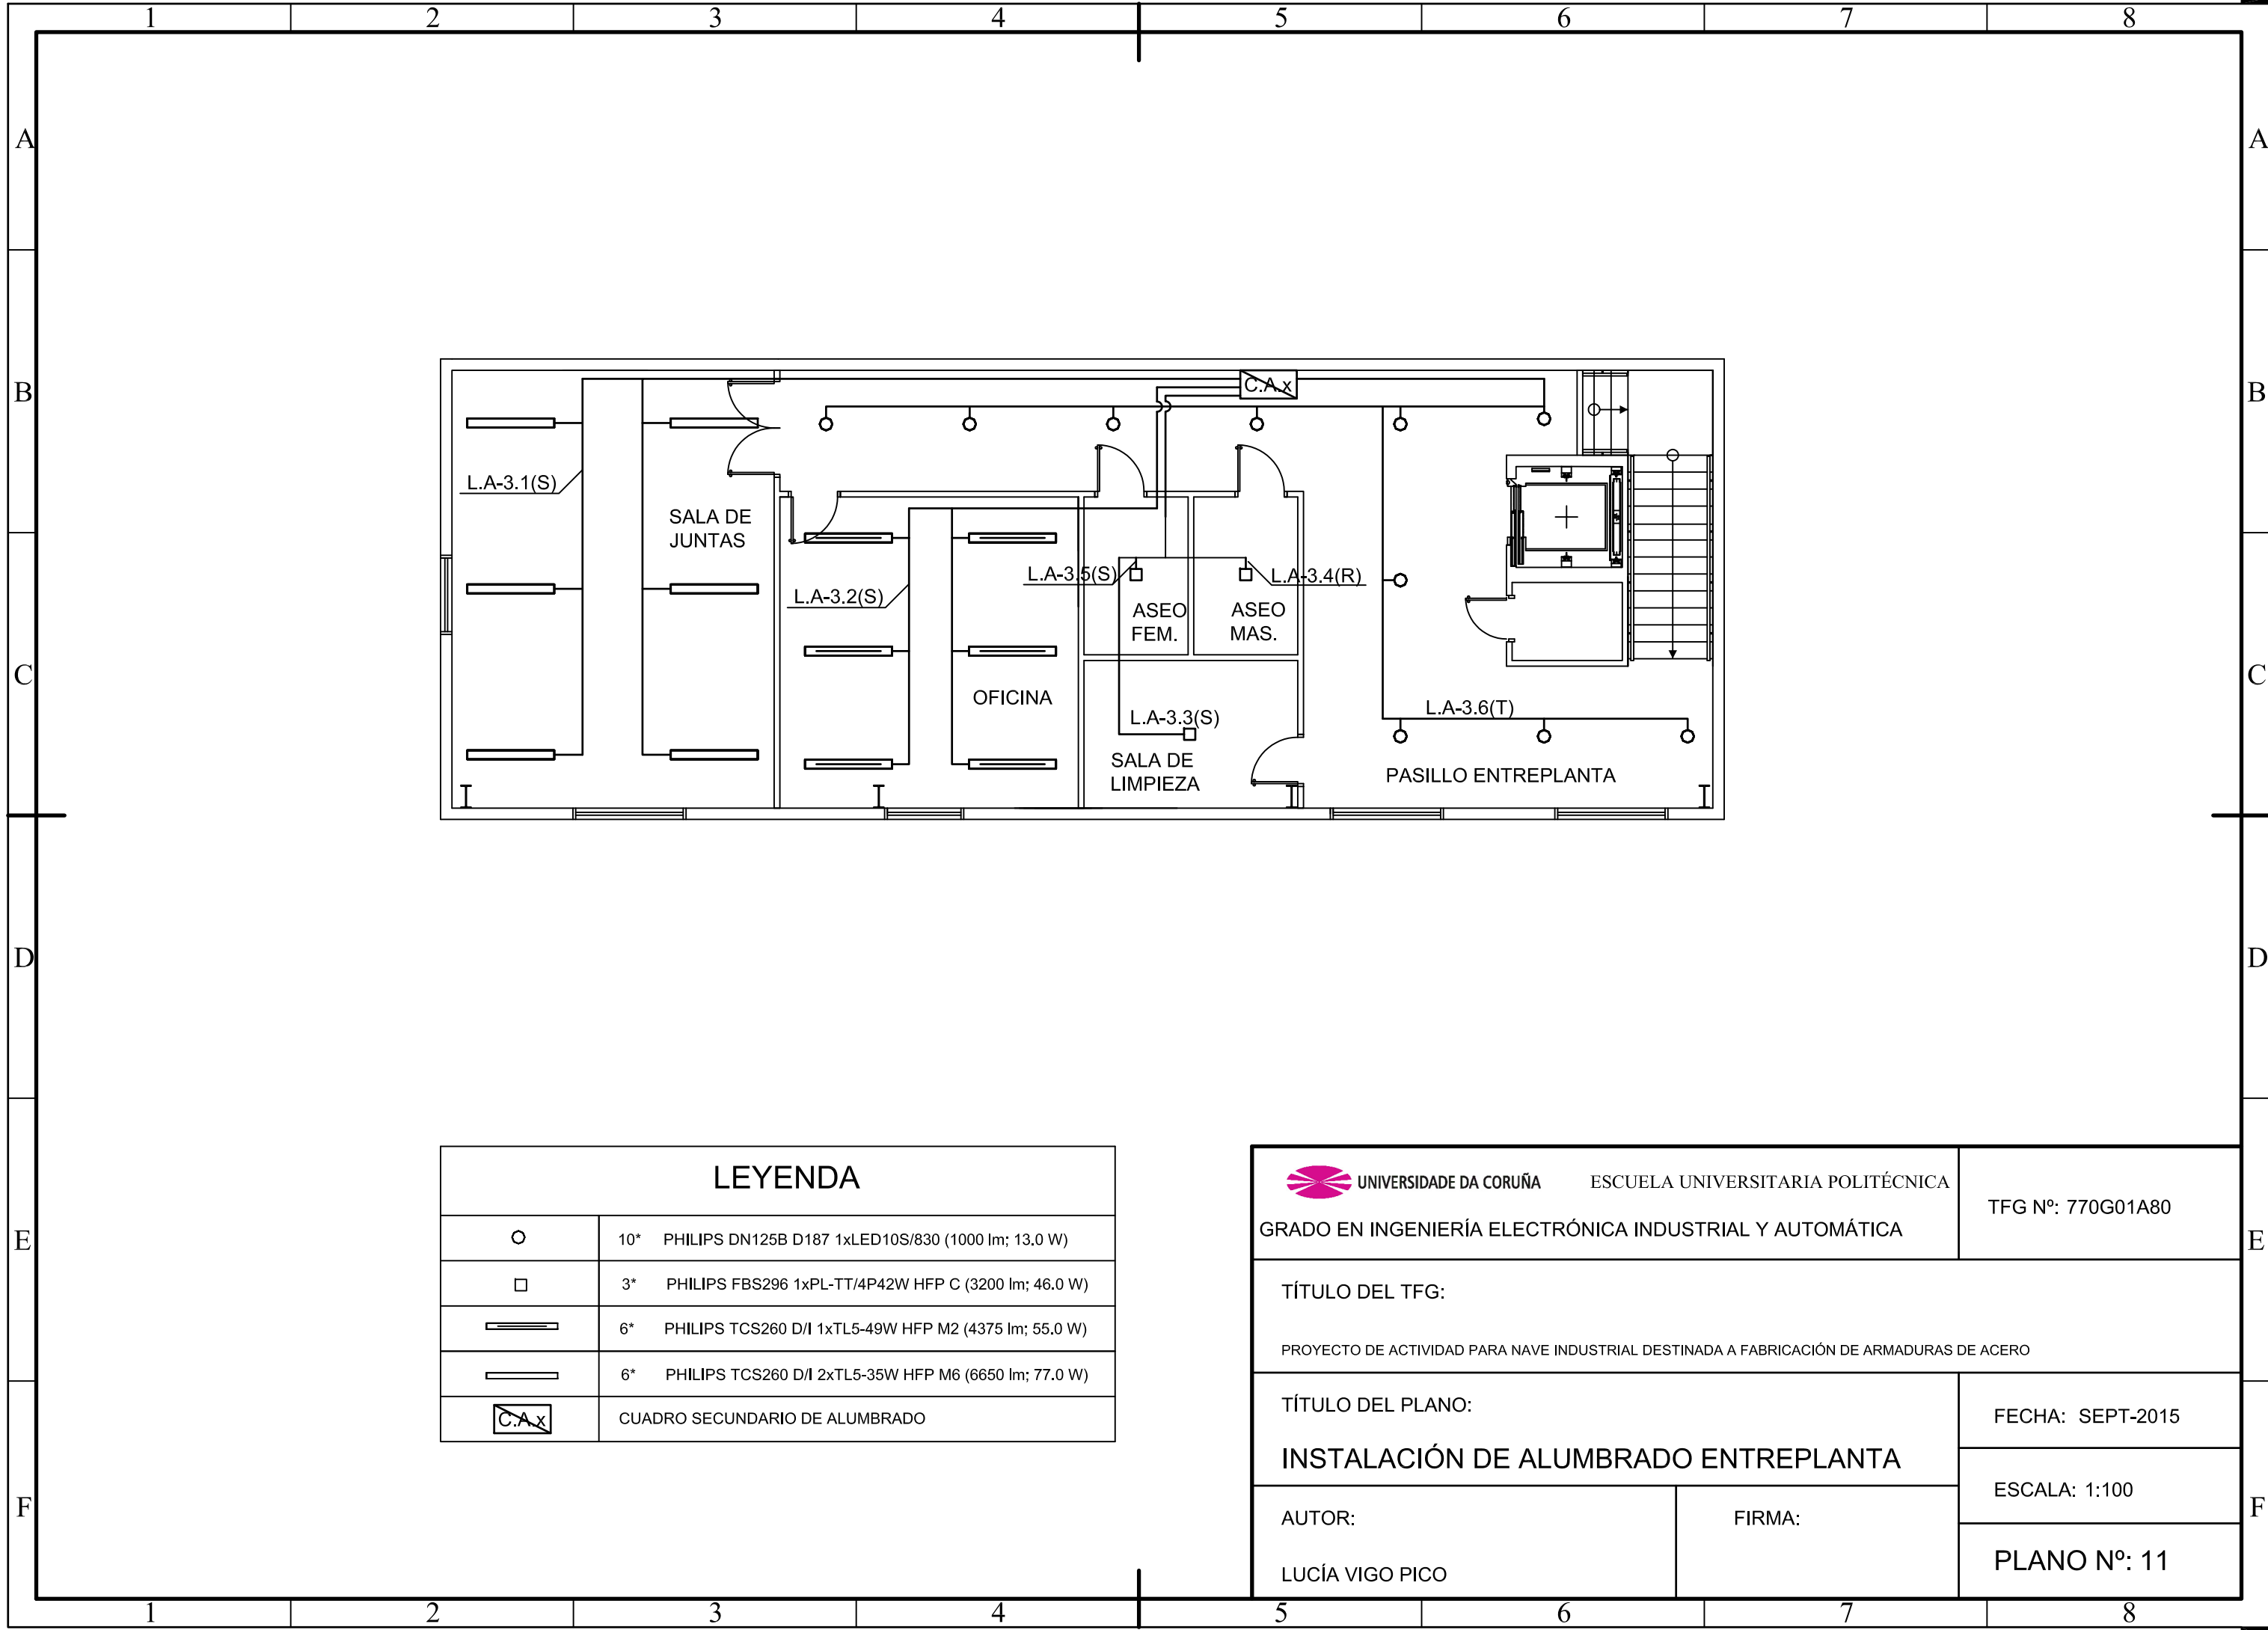 1 2 3 4 5 6 7 8
A A
B B
C C
D D
E E
F F
C.A.x
L.A-3.1(S)
SALA DE
JUNTAS
L.A-3.2(S)
OFICINA
L.A-3.5(S)
L.A-3.4(R)
ASEO
FEM.
ASEO
MAS.
L.A-3.3(S)
SALA DE
LIMPIEZA
L.A-3.6(T)
PASILLO ENTREPLANTA
LEYENDA
10* PHILIPS DN125B D187 1xLED10S/830 (1000 lm; 13.0 W)
3* PHILIPS FBS296 1xPL-TT/4P42W HFP C (3200 lm; 46.0 W)
6* PHILIPS TCS260 D/I 1xTL5-49W HFP M2 (4375 lm; 55.0 W)
6* PHILIPS TCS260 D/I 2xTL5-35W HFP M6 (6650 lm; 77.0 W)
C.A.x CUADRO SECUNDARIO DE ALUMBRADO
UNIVERSIDADE DA CORUÑA ESCUELA UNIVERSITARIA POLITÉCNICA
GRADO EN INGENIERÍA ELECTRÓNICA INDUSTRIAL Y AUTOMÁTICA
TFG Nº: 770G01A80
TÍTULO DEL TFG:
PROYECTO DE ACTIVIDAD PARA NAVE INDUSTRIAL DESTINADA A FABRICACIÓN DE ARMADURAS DE ACERO
TÍTULO DEL PLANO:
INSTALACIÓN DE ALUMBRADO ENTREPLANTA
FECHA: SEPT-2015
ESCALA: 1:100
AUTOR:
LUCÍA VIGO PICO
FIRMA:
PLANO Nº: 11
1 2 3 4 5 6 7 8